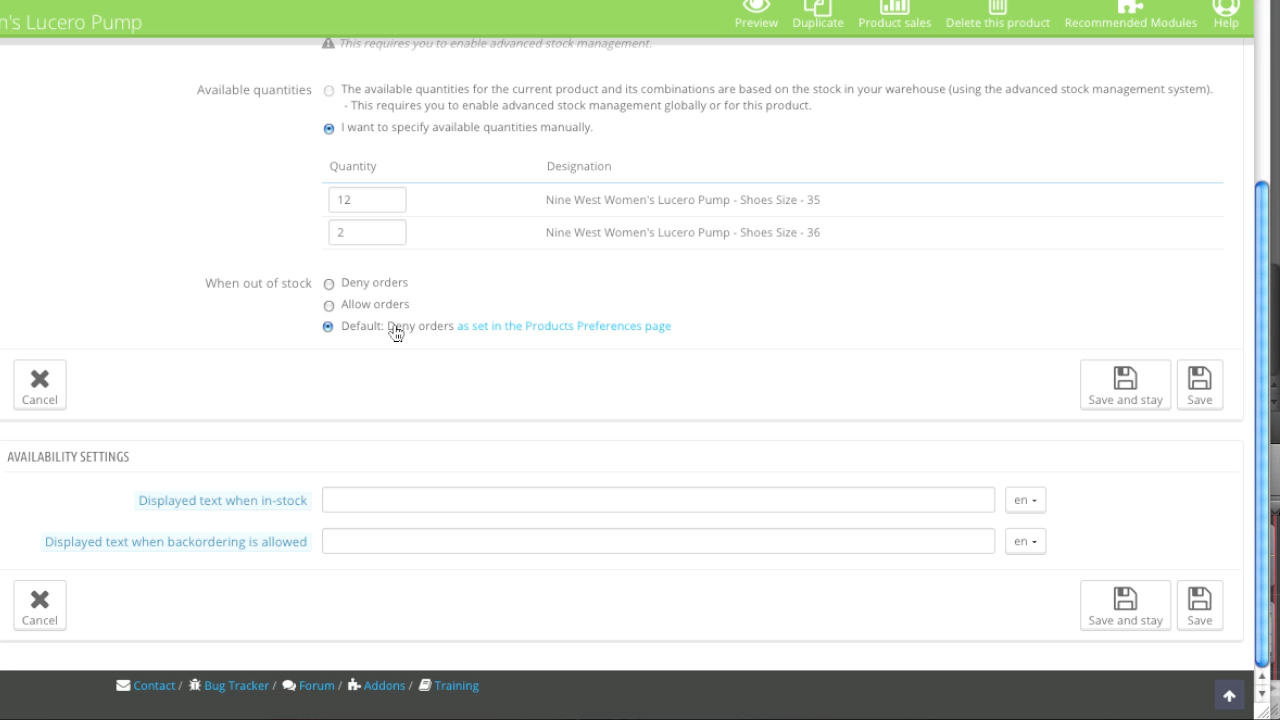 n's Lucero Pump
Preview Duplicate Product sales Delete this product Recommended Modules Help
This requires you to enable advanced stock management.
Available quantities The available quantities for the current product and its combinations are based on the stock in your warehouse (using the advanced stock management system).
- This requires you to enable advanced stock management globally or for this product.
I want to specify available quantities manually.
Quantity Designation
12 Nine West Women's Lucero Pump - Shoes Size - 35
2 Nine West Women's Lucero Pump - Shoes Size - 36
When out of stock Deny orders
Allow orders
Default: Deny orders as set in the Products Preferences page
Cancel Save and stay Save
AVAILABILITY SETTINGS
Displayed text when in-stock en
Displayed text when backordering is allowed en
Cancel Save and stay Save
Contact / Bug Tracker / Forum / Addons / Training